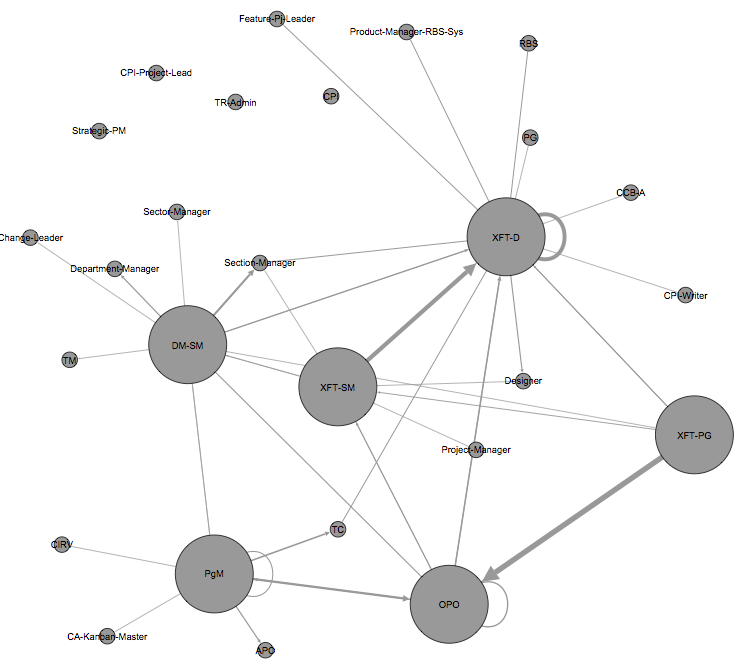 Feature-Pj-Leader
Product-Manager-RBS-Sys
RBS
CPI-Project-Lead
CPI
TR-Admin
Strategic-PM
PG
CCB-A
Sector-Manager
Change-Leader
XFT-D
Section-Manager
Department-Manager
CPI-Writer
DM-SM
TM
Designer
XFT-SM
XFT-PG
Project-Manager
TC
CIRV
PgM
OPO
CA-Kanban-Master
APO